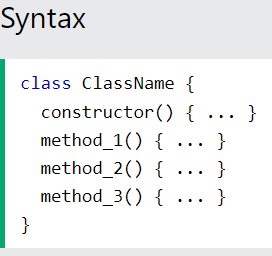 Syntax
class ClassName {
  constructor() { ... }
  method_1() { ... }
  method_2() { ... }
  method_3() { ... }
}